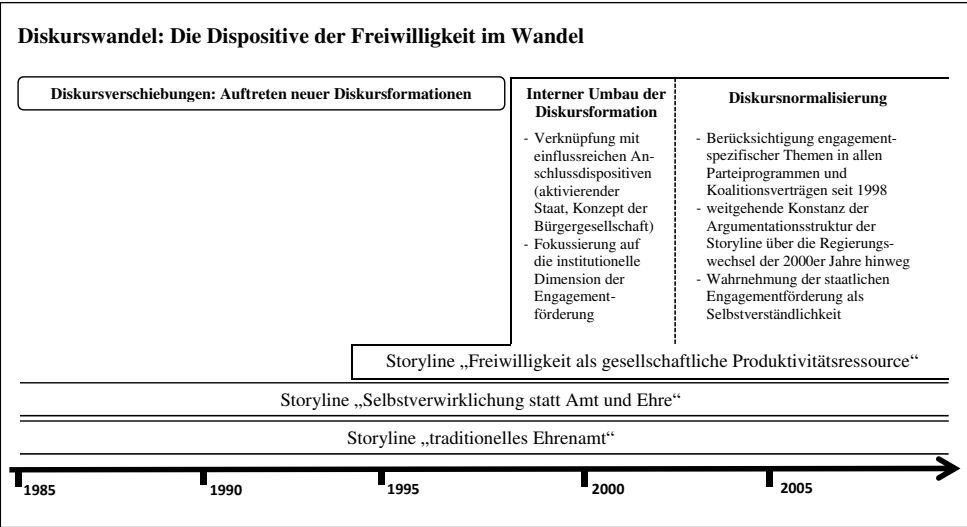 Diskurswandel: Die Dispositive der Freiwilligkeit im Wandel
Diskursverschiebungen: Auftreten neuer Diskursformationen
Interner Umbau der
Diskursformation
- Verknüpfung mit
einflussreichen An-
schlussdispositiven
(aktivierender
Staat, Konzept der
Bürgergesellschaft)
- Fokussierung auf
die institutionelle
Dimension der
Engagement-
förderung
Diskursnormalisierung
- Berücksichtigung engagement-
spezifischer Themen in allen
Parteiprogrammen und
Koalitionsverträgen seit 1998
- weitgehende Konstanz der
Argumentationsstruktur der
Storyline über die Regierungs-
wechsel der 2000er Jahre hinweg
- Wahrnehmung der staatlichen
Engagementförderung als
Selbstverständlichkeit
Storyline „Freiwilligkeit als gesellschaftliche Produktivitätsressource“
Storyline „Selbstverwirklichung statt Amt und Ehre“
Storyline „traditionelles Ehrenamt“
1985
1990
1995
2000
2005